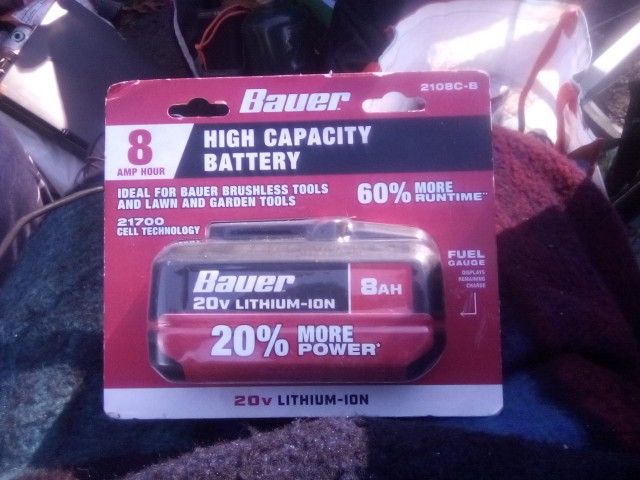 Bauer
2108C-B
8
AMP HOUR
HIGH CAPACITY
BATTERY
IDEAL FOR BAUER BRUSHLESS TOOLS
AND LAWN AND GARDEN TOOLS
60% MORE
RUNTIME**
21700
CELL TECHNOLOGY
FUEL
GAUGE
DISPLAYS
REMAINING
CHARGE
Bauer
20V LITHIUM-ION
8AH
20% MORE
POWER*
20V LITHIUM-ION